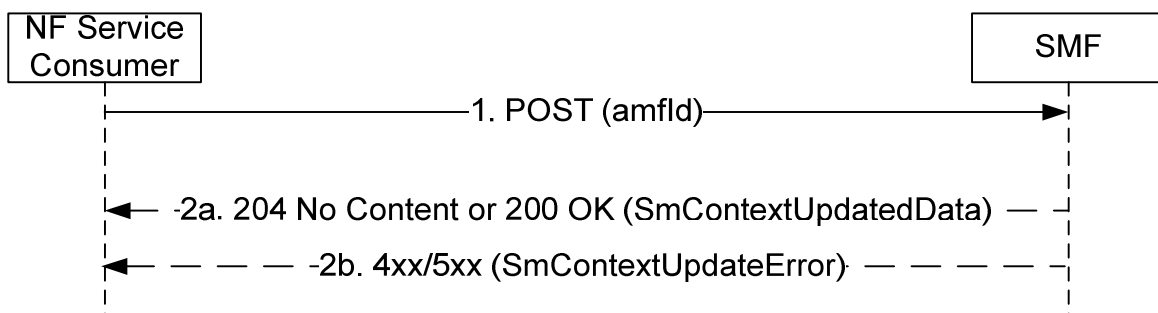 NF Service
Consumer
SMF
1. POST (amfId)
2a. 204 No Content or 200 OK (SmContextUpdatedData)
2b. 4xx/5xx (SmContextUpdateError)